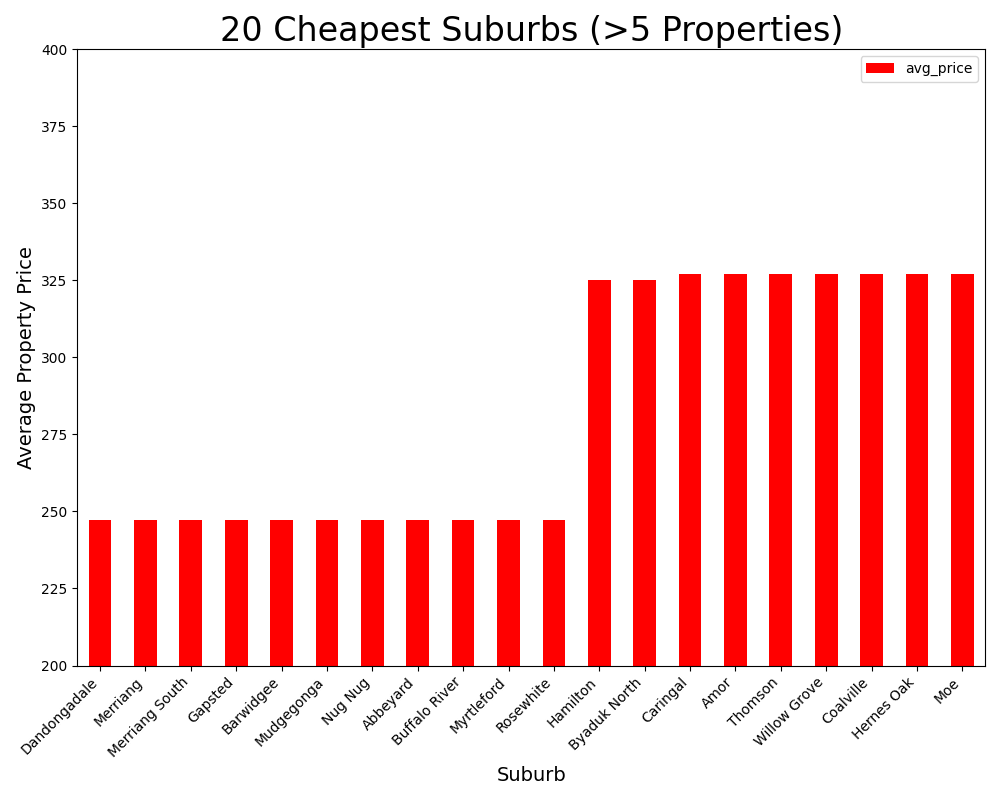 20 Cheapest Suburbs (>5 Properties)
avg_price
Average Property Price
400
375
350
325
300
275
250
225
200
Dandongadale
Merriang
Merriang South
Gapsted
Barwidgee
Mudgegonga
Nug Nug
Abbeyard
Buffalo River
Myrtleford
Rosewhite
Hamilton
Byaduk North
Caringal
Amor
Thomson
Willow Grove
Coalville
Hernes Oak
Moe
Suburb